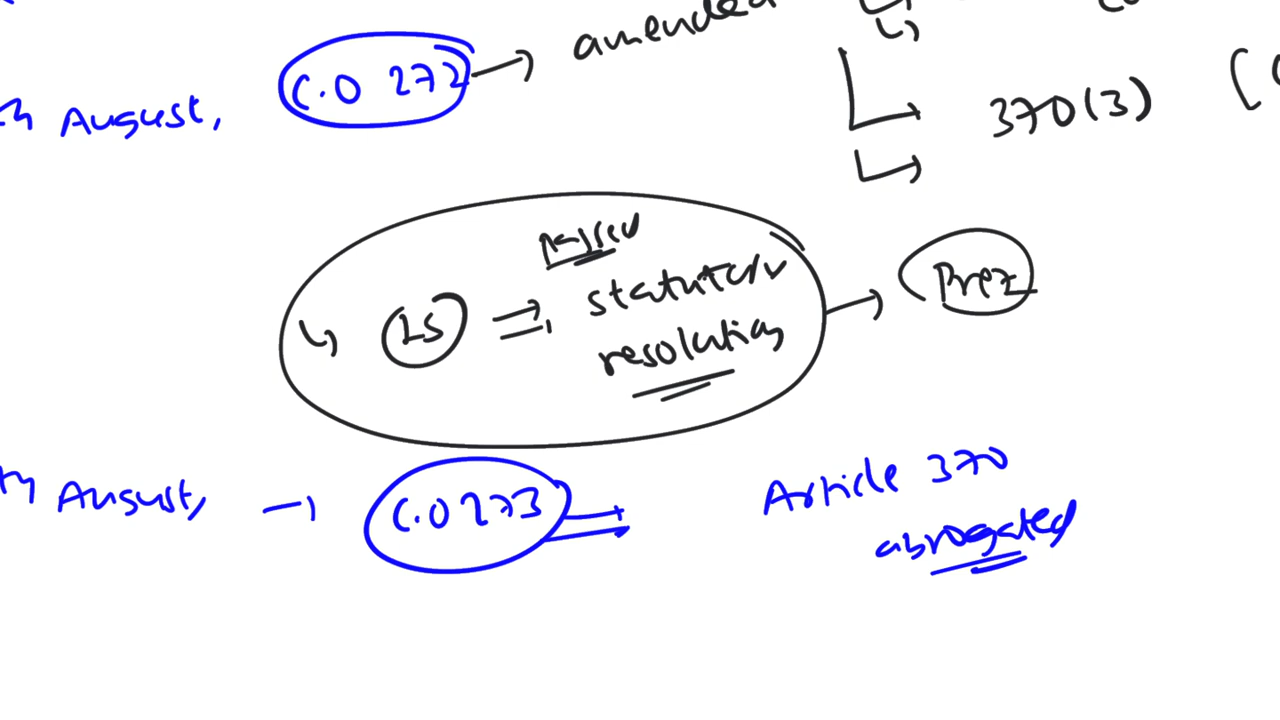 C.O 272 → amended
August,
370(3) [
passed
↳ LS ⇒ statutory → Prez
resolution
August, → C.O 273 ⇒ Article 370
abrogated